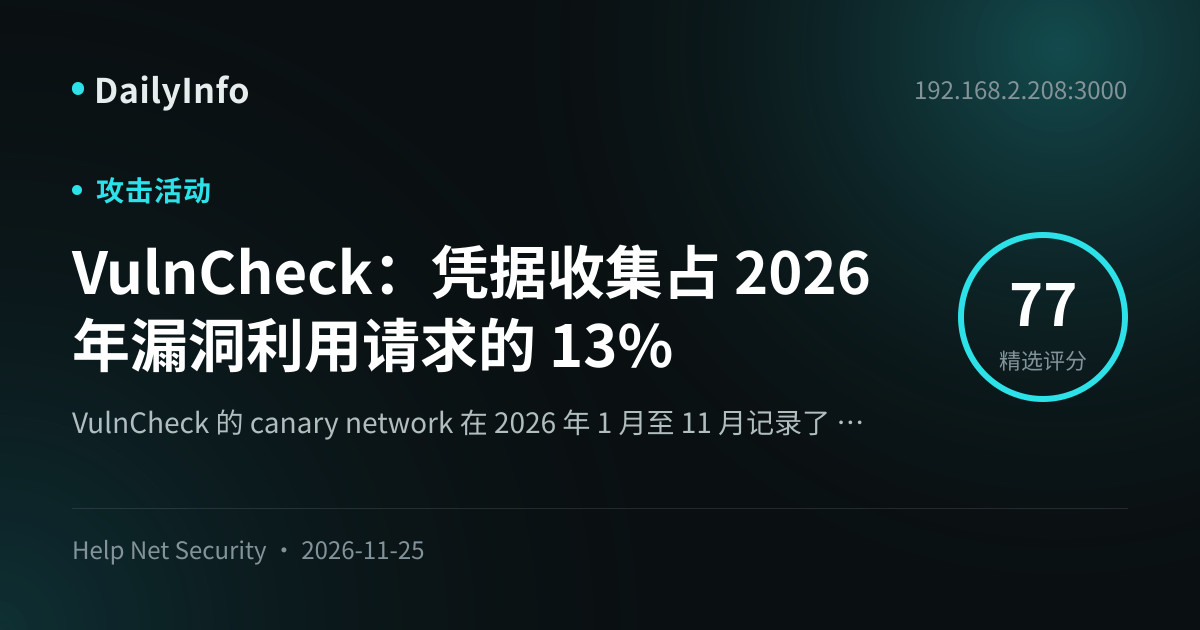 DailyInfo
192.168.2.208:3000
攻击活动
VulnCheck：凭据收集占 2026
年漏洞利用请求的 13%
77
精选评分
VulnCheck 的 canary network 在 2026 年 1 月至 11 月记录了 …
Help Net Security · 2026-11-25